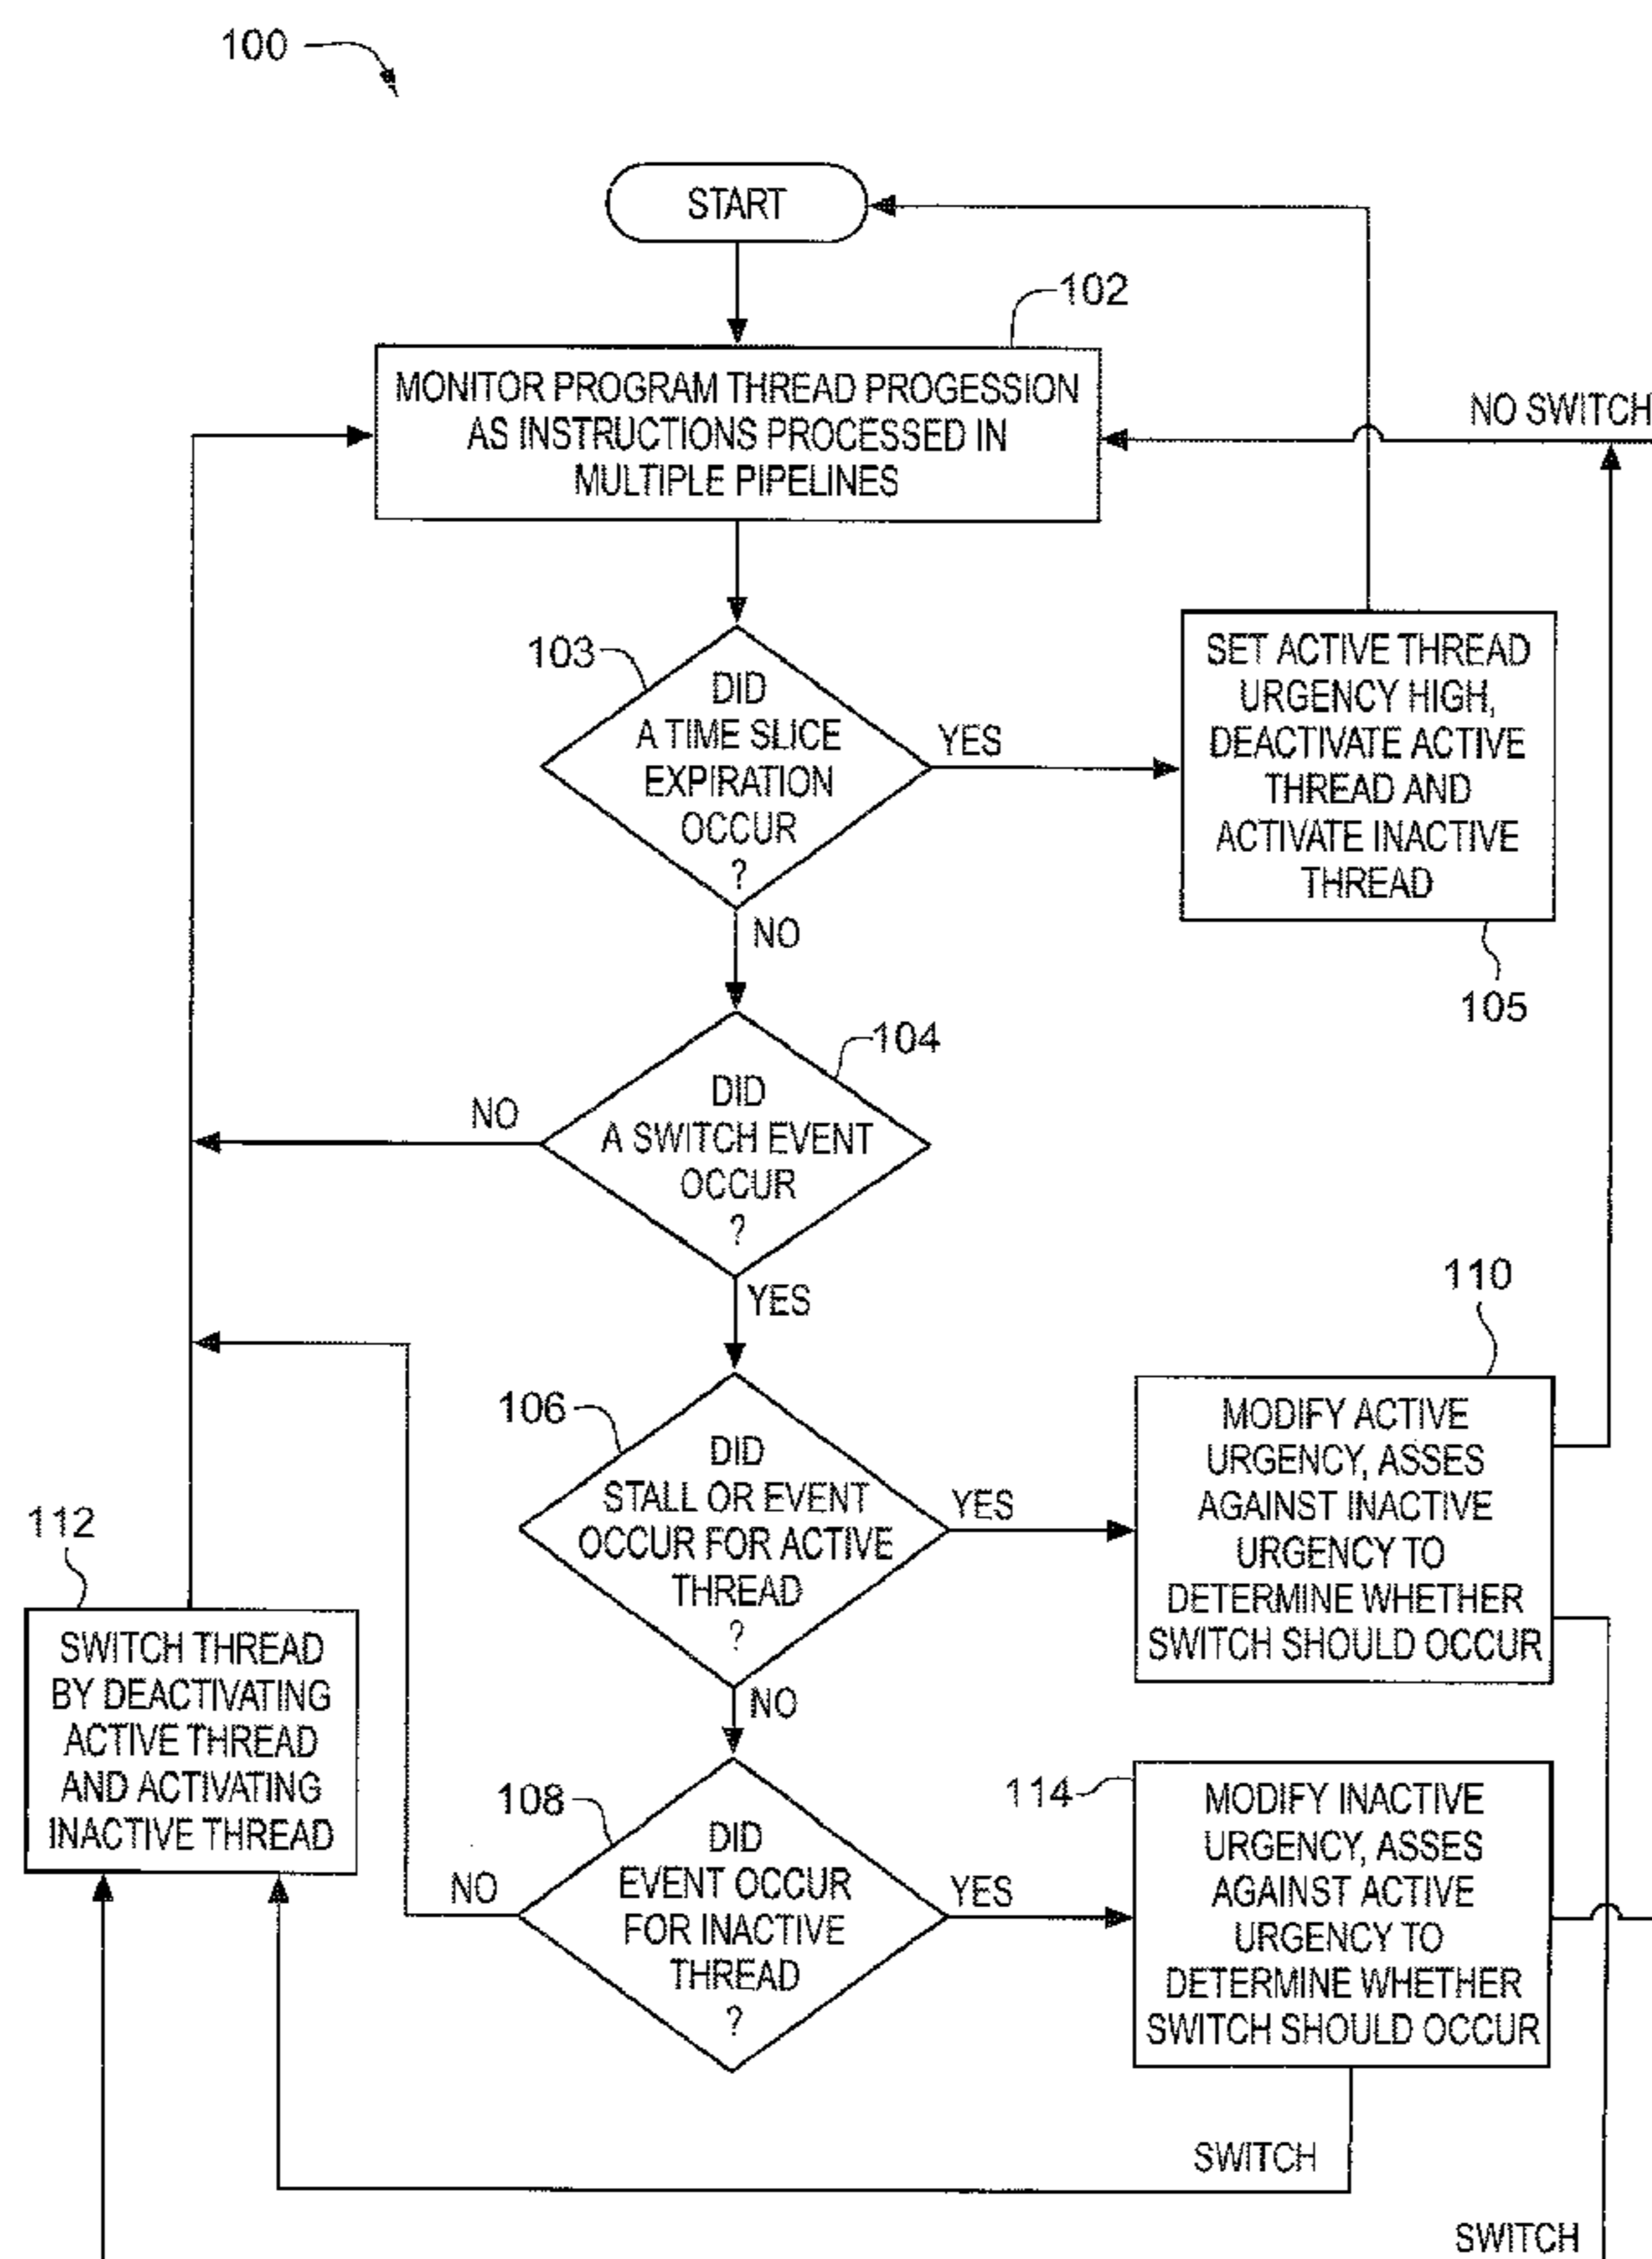 100
START
102
MONITOR PROGRAM THREAD PROGESSION
AS INSTRUCTIONS PROCESSED IN
MULTIPLE PIPELINES
NO SWITCH
103
DID
A TIME SLICE
EXPIRATION
OCCUR
?
YES
NO
SET ACTIVE THREAD
URGENCY HIGH,
DEACTIVATE ACTIVE
THREAD AND
ACTIVATE INACTIVE
THREAD
105
104
DID
A SWITCH EVENT
OCCUR
?
NO
YES
106
DID
STALL OR EVENT
OCCUR FOR ACTIVE
THREAD
?
YES
NO
110
MODIFY ACTIVE
URGENCY, ASSES
AGAINST INACTIVE
URGENCY TO
DETERMINE WHETHER
SWITCH SHOULD OCCUR
112
SWITCH THREAD
BY DEACTIVATING
ACTIVE THREAD
AND ACTIVATING
INACTIVE THREAD
108
DID
EVENT OCCUR
FOR INACTIVE
THREAD
?
NO
YES
114
MODIFY INACTIVE
URGENCY, ASSES
AGAINST ACTIVE
URGENCY TO
DETERMINE WHETHER
SWITCH SHOULD OCCUR
SWITCH
SWITCH